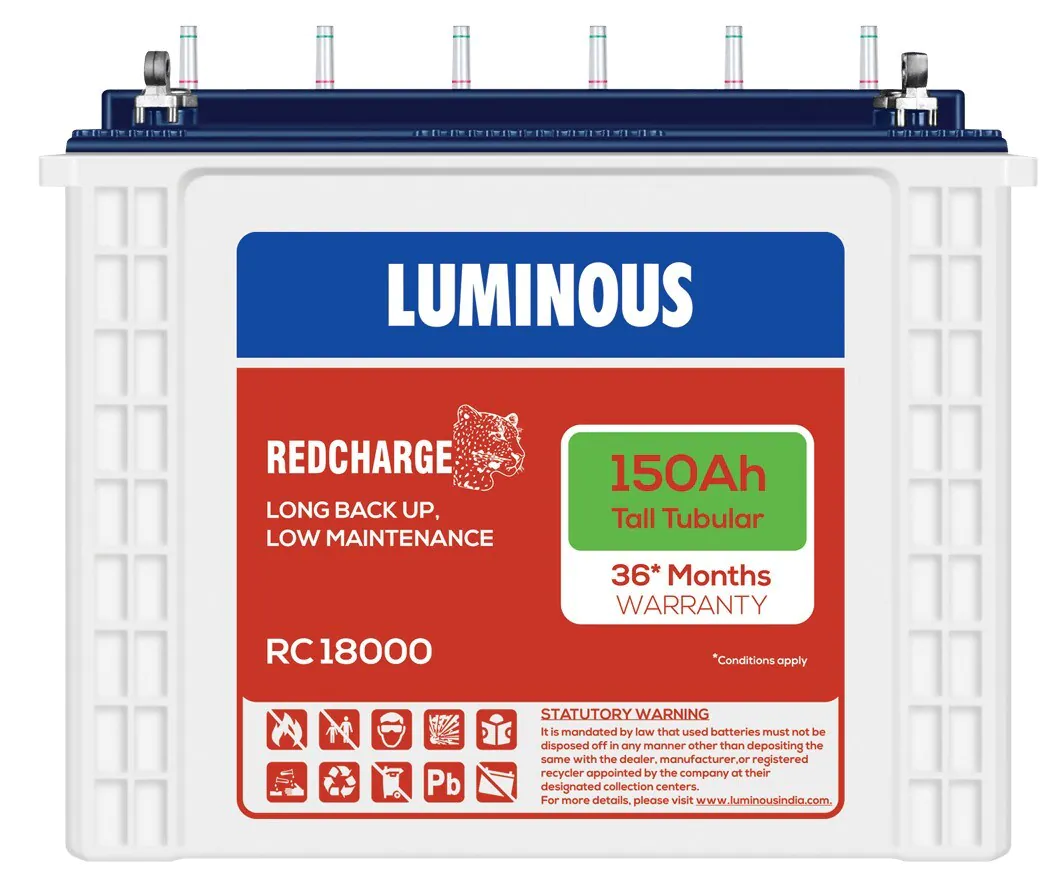 LUMINOUS
REDCHARGE
LONG BACK UP,
LOW MAINTENANCE
150Ah
Tall Tubular
36* Months
WARRANTY
RC 18000
*Conditions apply
Pb
STATUTORY WARNING
It is mandated by law that used batteries must not be
disposed off in any manner other than depositing the
same with the dealer, manufacturer,or registered
recycler appointed by the company at their
designated collection centers.
For more details, please visit www.luminousindia.com.